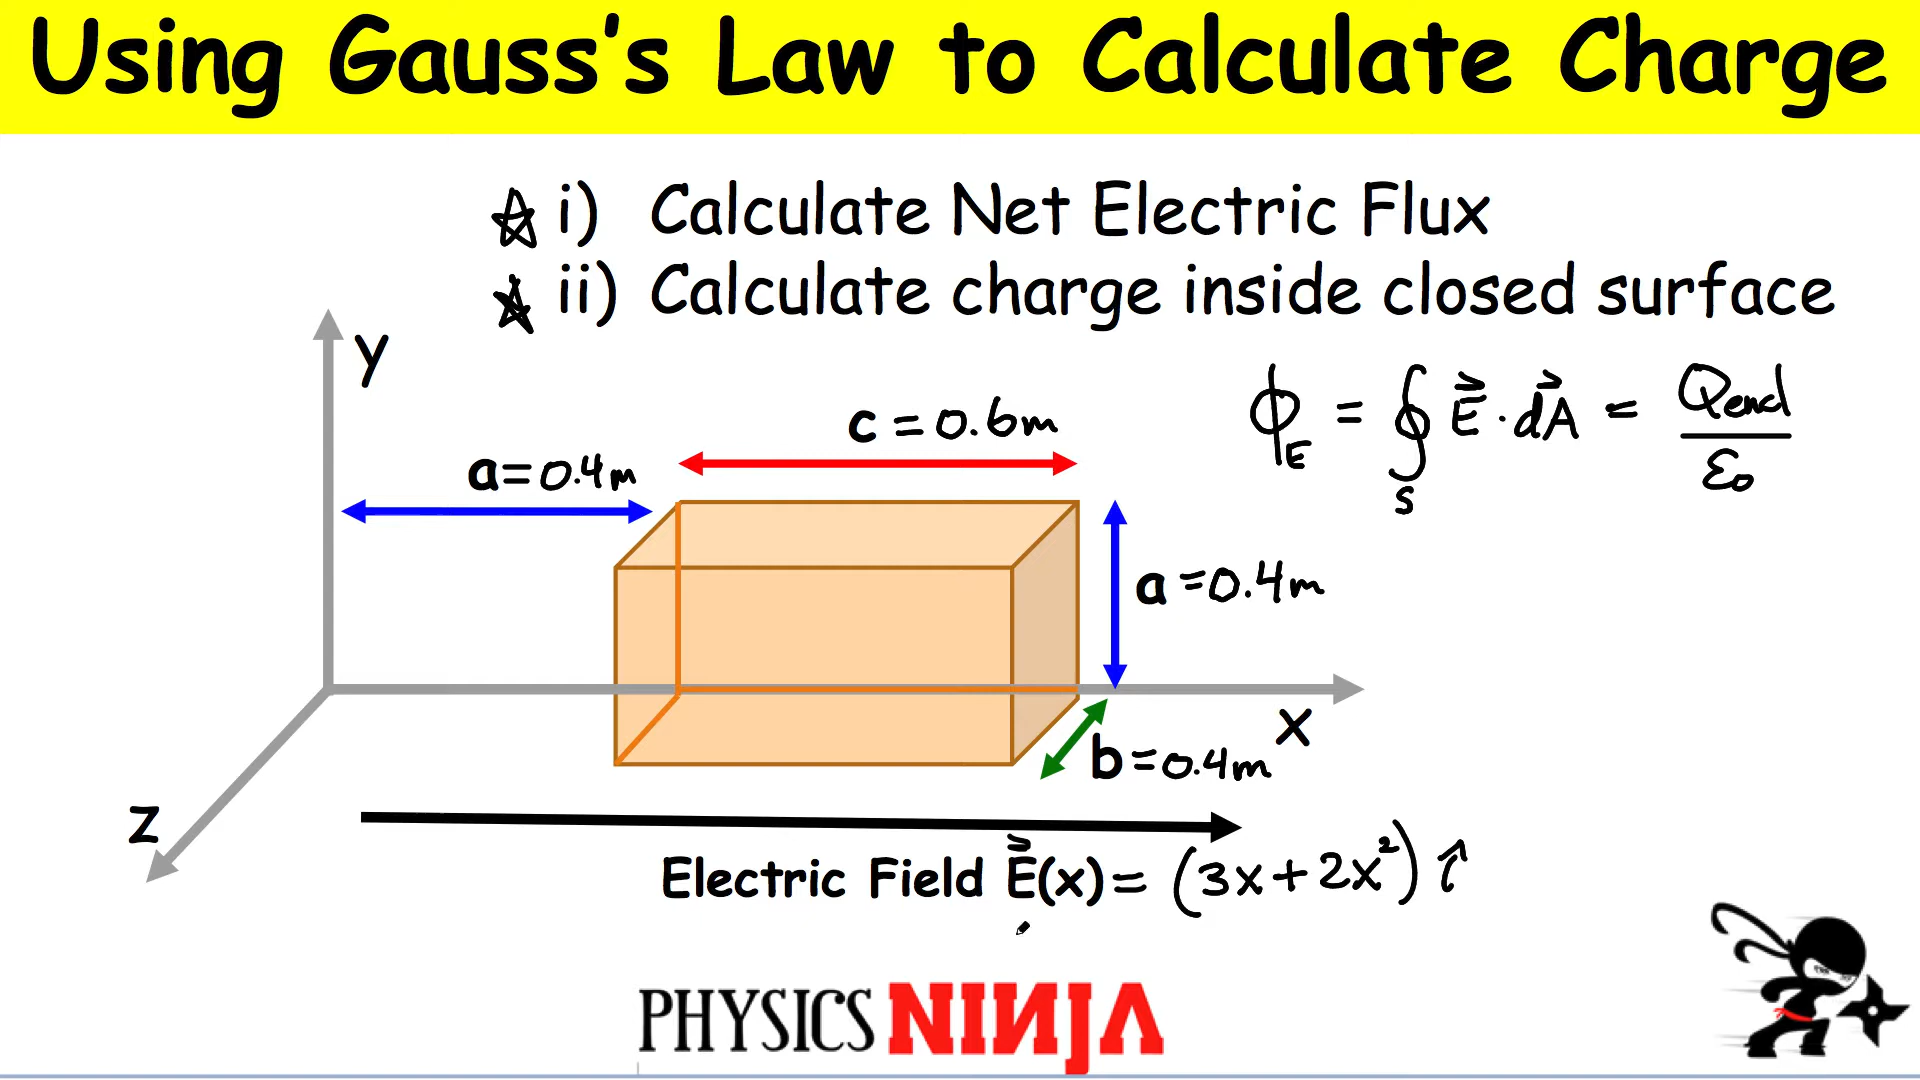 Using Gauss's Law to Calculate Charge
i) Calculate Net Electric Flux
ii) Calculate charge inside closed surface
y
c = 0.6m
ϕ_E = ∮_S E⃗ · dA⃗ = Qencl / ε₀
a = 0.4m
a = 0.4m
x
b = 0.4m
z
Electric Field E⃗(x) = (3x + 2x²) î
PHYSICS NINJA